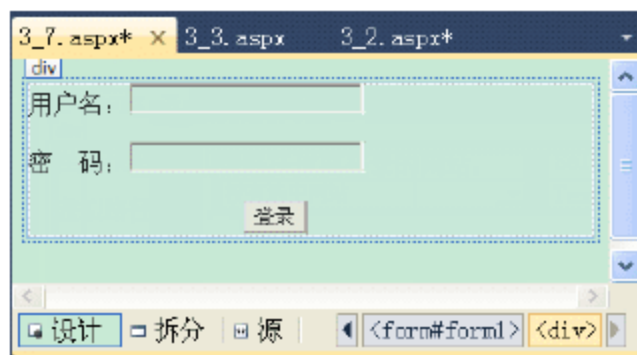 3_7.aspx* × 3_3.aspx 3_2.aspx*
div
用户名：
密 码：
登录
设计 拆分 源 <form#form1> <div>